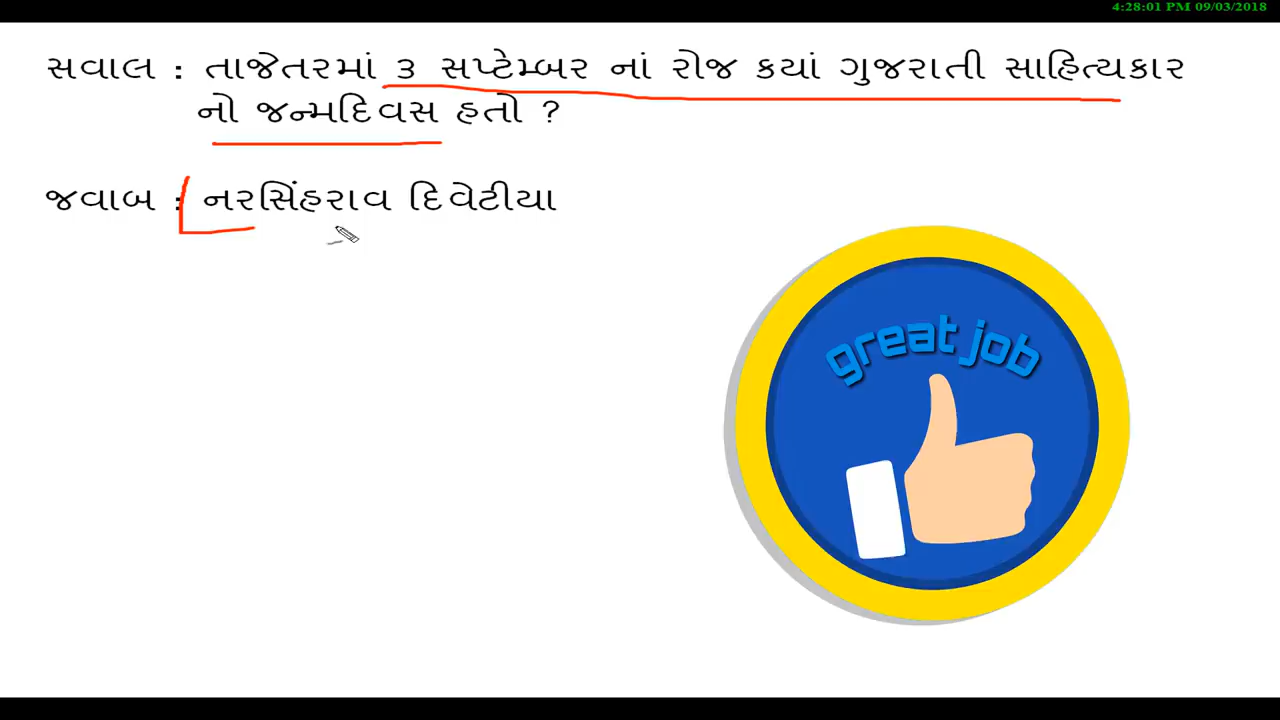 4:28:01 PM 09/03/2018
સવાલ : તાજેતરમાં ૩ સપ્ટેમ્બર નાં રોજ કયાં ગુજરાતી સાહિત્યકાર
નો જન્મદિવસ હતો ?
જવાબ : નરસિંહરાવ દિવેટીયા
great job